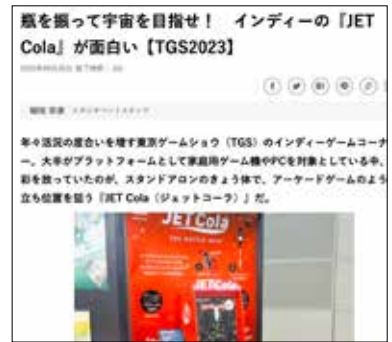 瓶を振って宇宙を目指せ！　インディーの『JET
Cola』が面白い【TGS2023】
年々活況の度合いを増す東京ゲームショウ（TGS）のインディーゲームコーナ
ー。大半がプラットフォームとして家庭用ゲーム機やPCを対象としている中、
彩を放っていたのが、スタンドアロンのきょう体で、アーケードゲームのよう
立ち位置を狙う『JET Cola（ジェットコーラ）』だ。
JETCola
JETCola